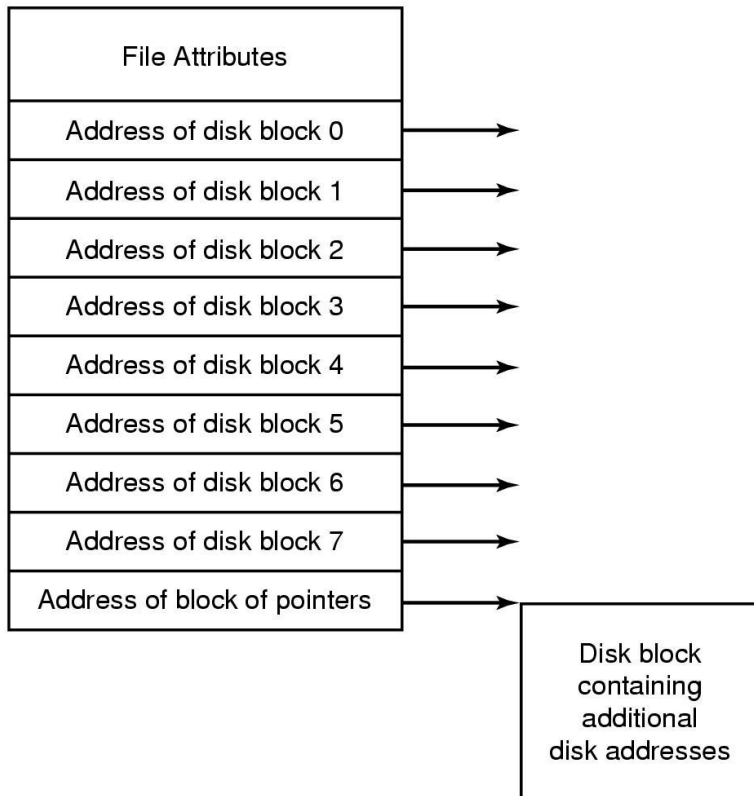 File Attributes
Address of disk block 0
Address of disk block 1
Address of disk block 2
Address of disk block 3
Address of disk block 4
Address of disk block 5
Address of disk block 6
Address of disk block 7
Address of block of pointers
Disk block
containing
additional
disk addresses